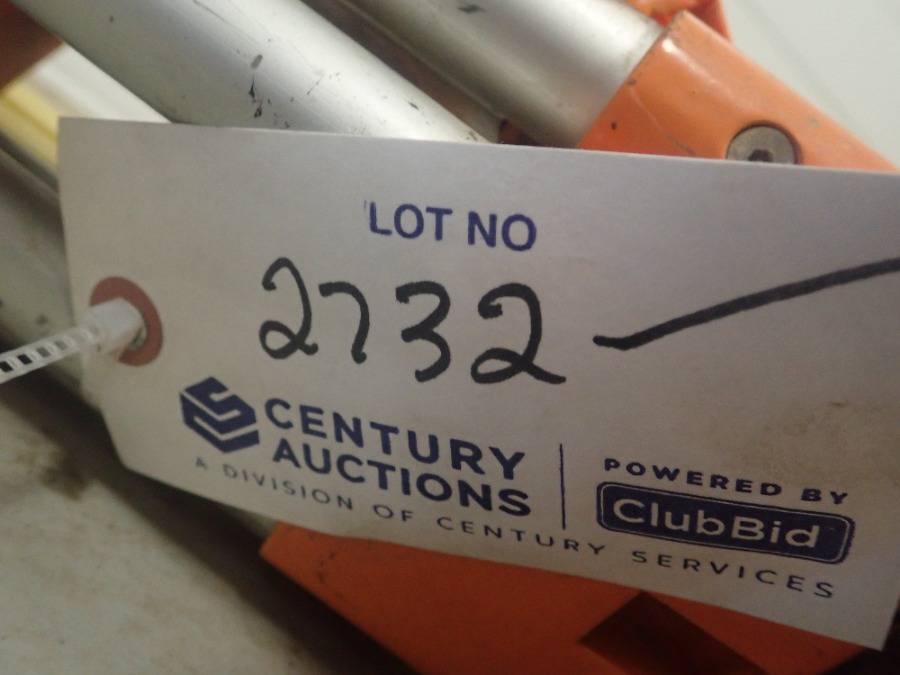 LOT NO
2732
CENTURY
AUCTIONS
A DIVISION OF CENTURY SERVICES
POWERED BY
ClubBid